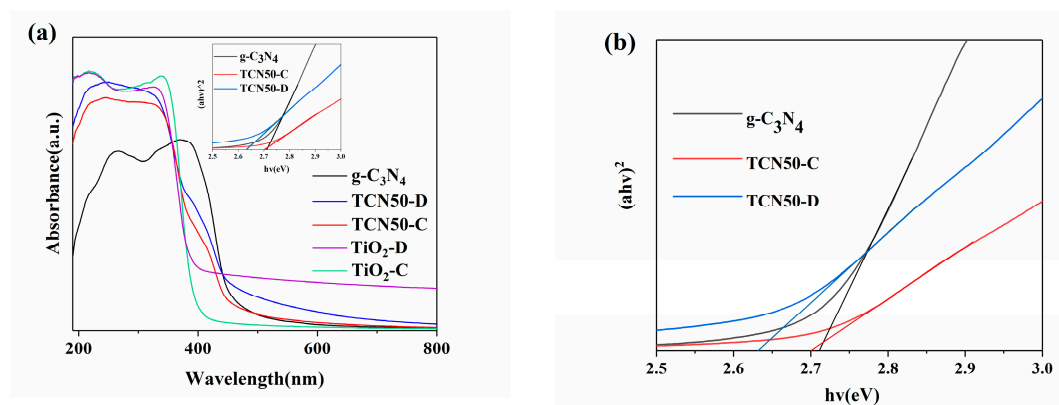 (a)
Absorbance(a.u.)
Wavelength(nm)
200
400
600
800
g-C₃N₄
TCN50-D
TCN50-C
TiO₂-D
TiO₂-C
g-C₃N₄
TCN50-C
TCN50-D
(ahv)^2
2.5
2.6
2.7
2.8
2.9
3.0
hv(eV)
(b)
g-C₃N₄
TCN50-C
TCN50-D
(ahv)²
2.5
2.6
2.7
2.8
2.9
3.0
hv(eV)